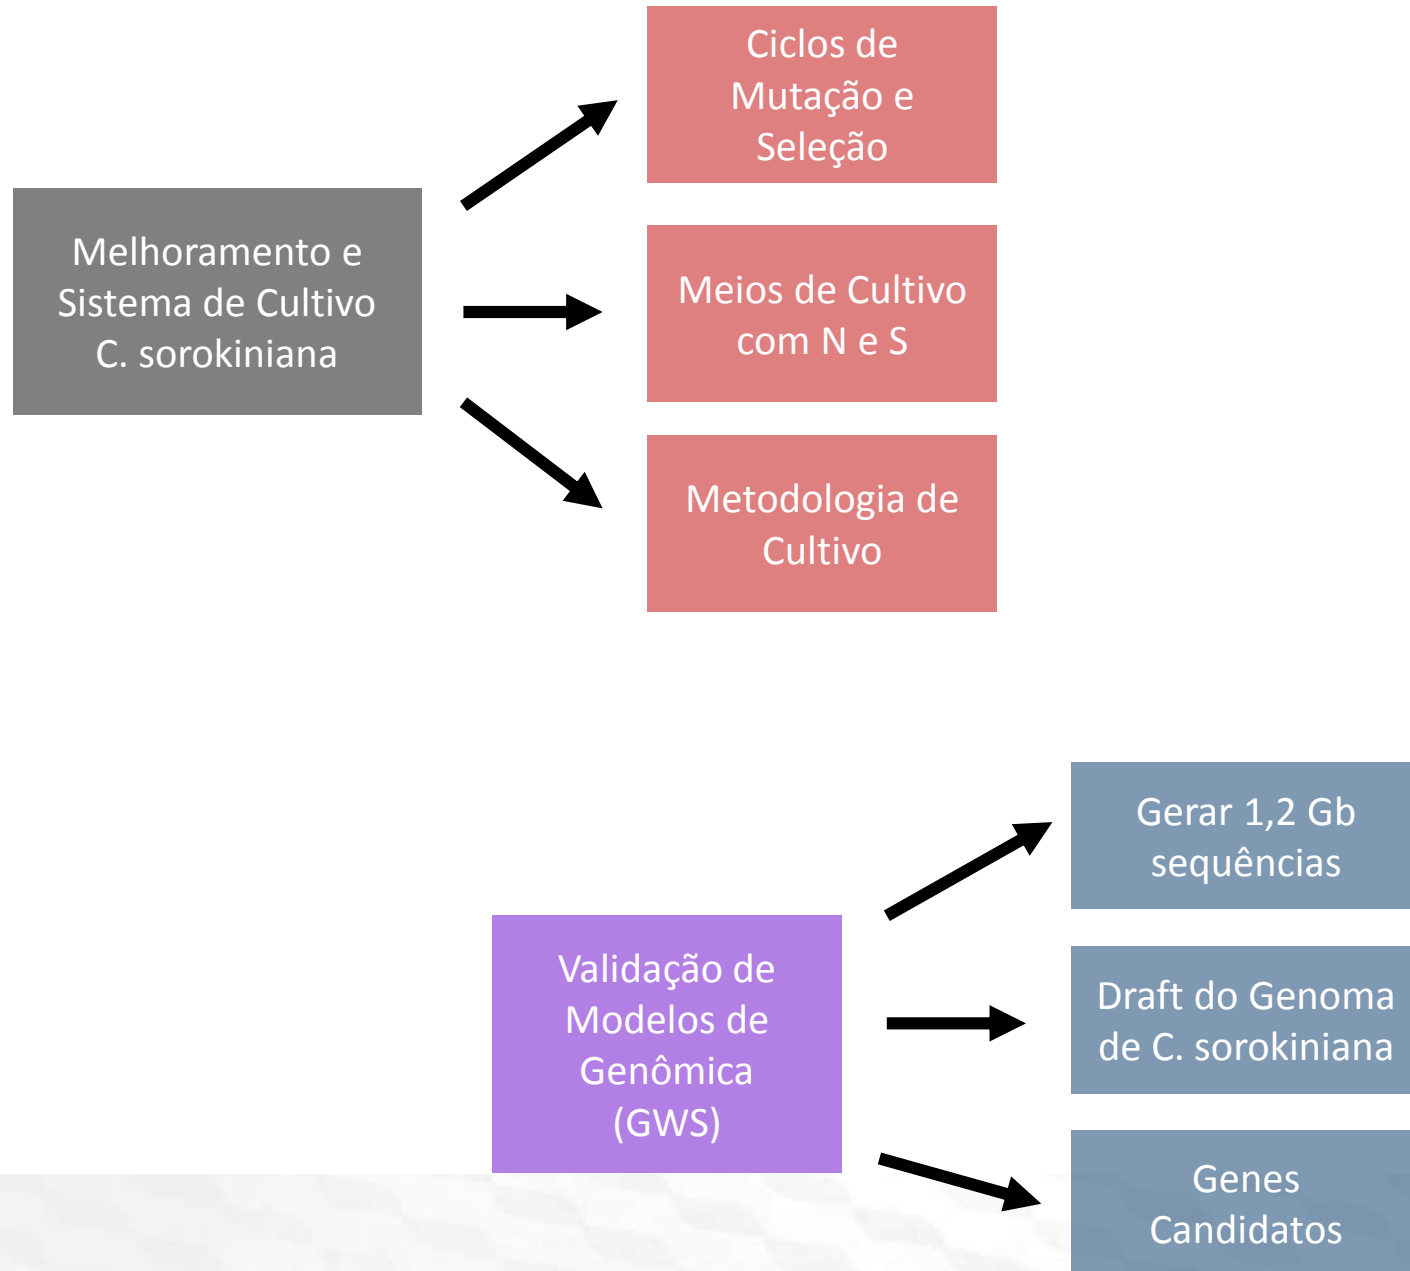 Ciclos de
Mutação e
Seleção
Melhoramento e
Sistema de Cultivo
C. sorokiniana
Meios de Cultivo
com N e S
Metodologia de
Cultivo
Gerar 1,2 Gb
sequências
Validação de
Modelos de
Genômica
(GWS)
Draft do Genoma
de C. sorokiniana
Genes
Candidatos